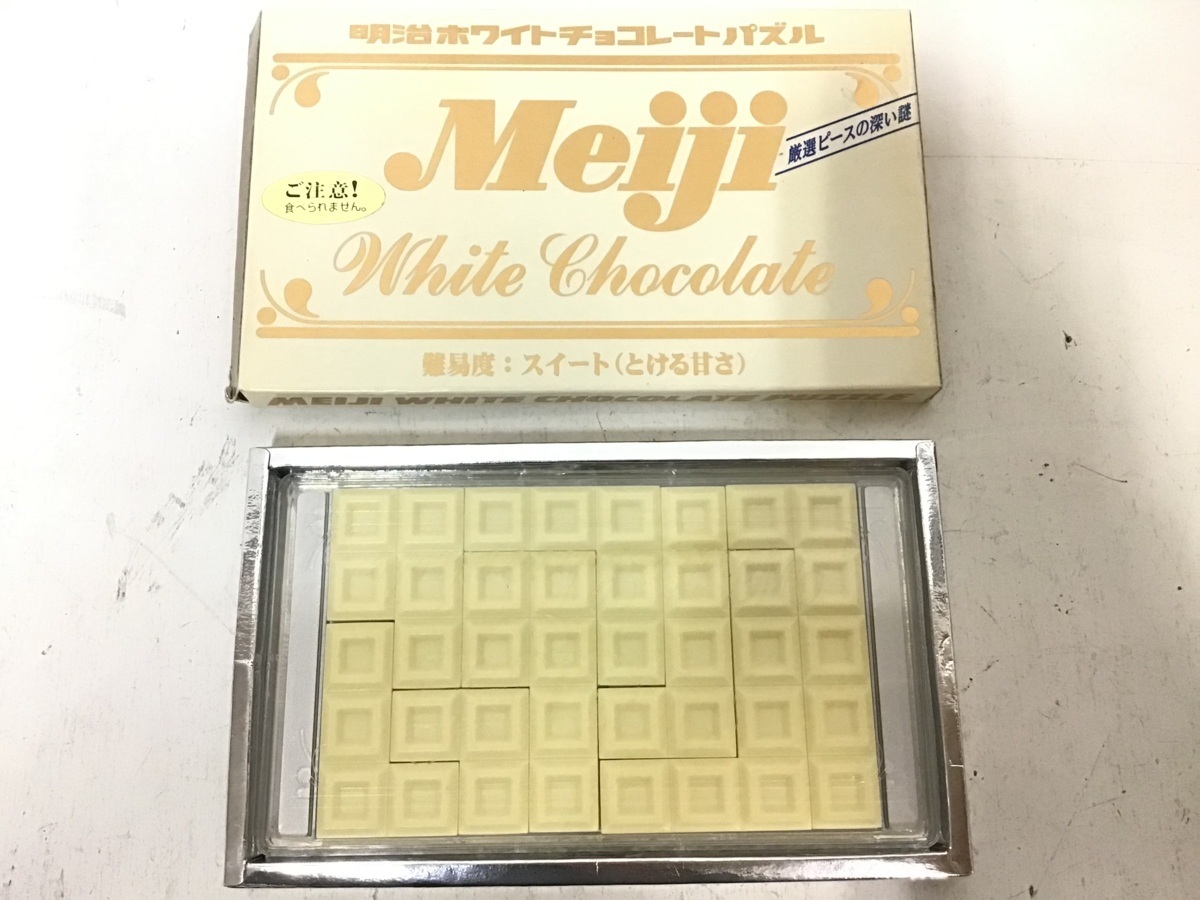 明治ホワイトチョコレートパズル
Meiji
厳選ピースの深い謎
ご注意!
食べられません。
White Chocolate
難易度：スイート（とける甘さ）
MEIJI WHITE CHOCOLATE PUZZLE